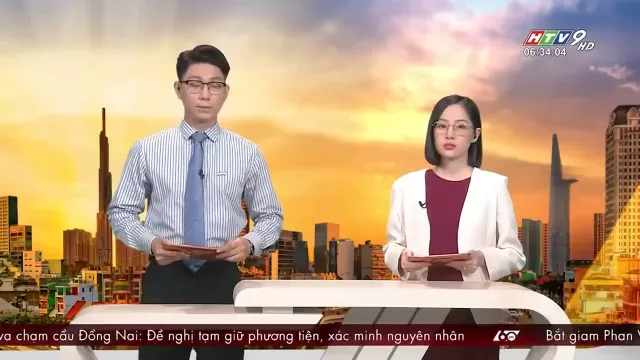 HTV9 HD
06:34:04
va chạm cầu Đồng Nai: Đề nghị tạm giữ phương tiện, xác minh nguyên nhân 60 Bắt giam Phan